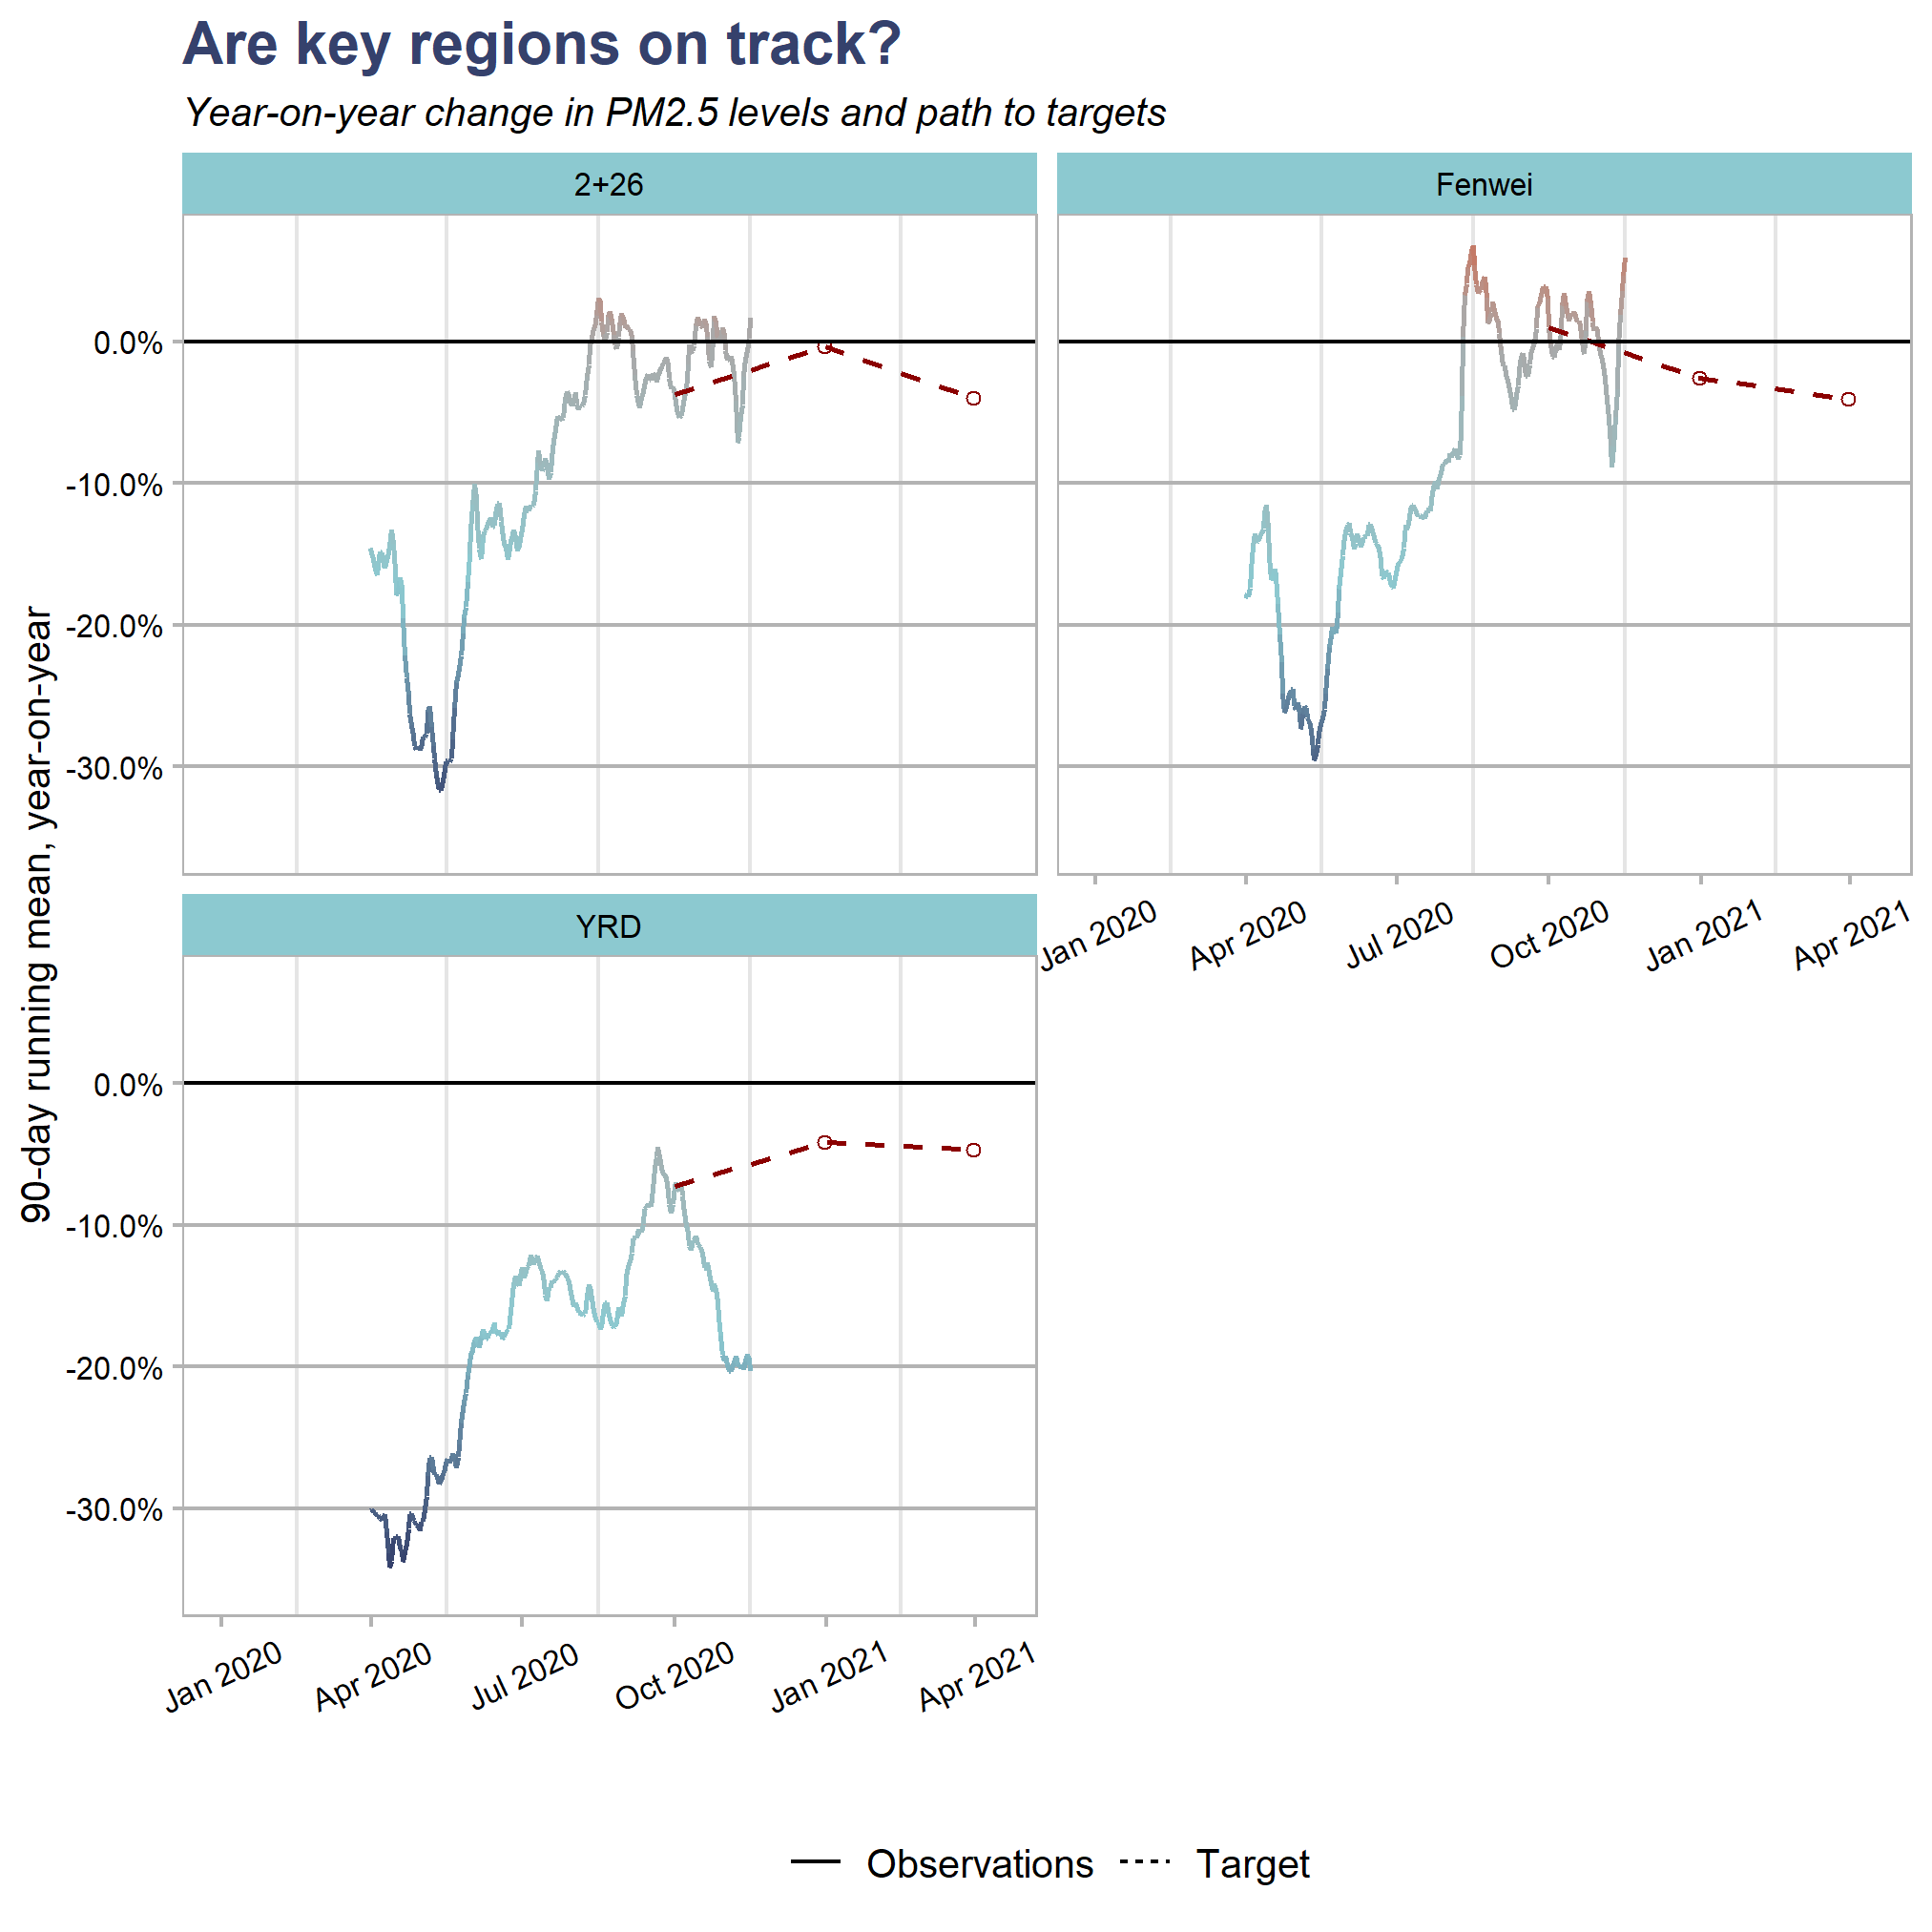 Are key regions on track?
Year-on-year change in PM2.5 levels and path to targets
2+26
Fenwei
0.0%
-10.0%
-20.0%
-30.0%
Jan 2020
Apr 2020
Jul 2020
Oct 2020
Jan 2021
Apr 2021
90-day running mean, year-on-year
YRD
0.0%
-10.0%
-20.0%
-30.0%
Jan 2020
Apr 2020
Jul 2020
Oct 2020
Jan 2021
Apr 2021
Observations
Target